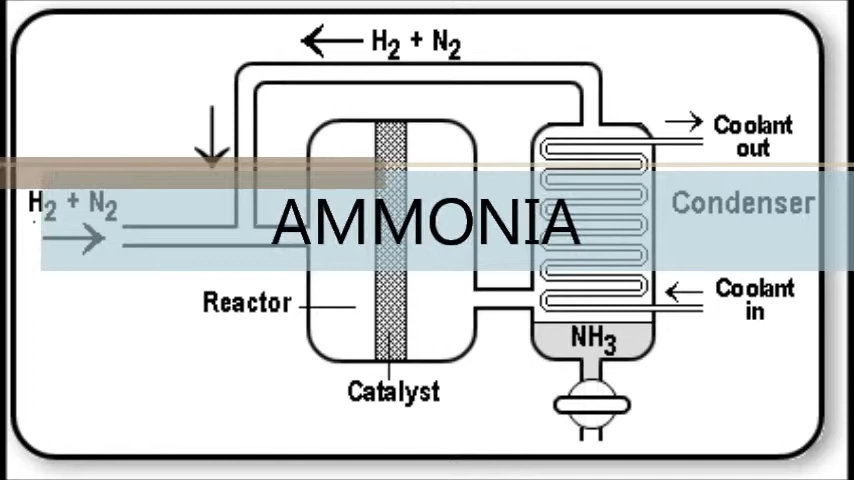 H₂ + N₂
Coolant
out
H₂ + N₂
AMMONIA
Condenser
Reactor
Coolant
in
NH₃
Catalyst